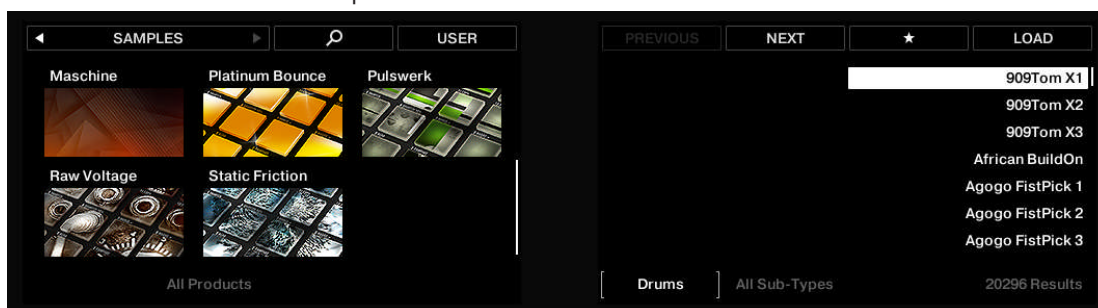 SAMPLES USER
Maschine Platinum Bounce Pulswerk
Raw Voltage Static Friction
All Products
PREVIOUS NEXT LOAD
909Tom X1
909Tom X2
909Tom X3
African BuildOn
Agogo FistPick 1
Agogo FistPick 2
Agogo FistPick 3
Drums All Sub-Types 20296 Results